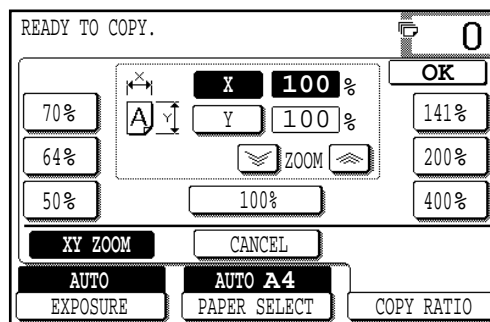 READY TO COPY.
0
OK
X 100 %
Y 100 %
ZOOM
70%
64%
50%
100%
141%
200%
400%
XY ZOOM
CANCEL
AUTO
EXPOSURE
AUTO A4
PAPER SELECT
COPY RATIO
X
A Y